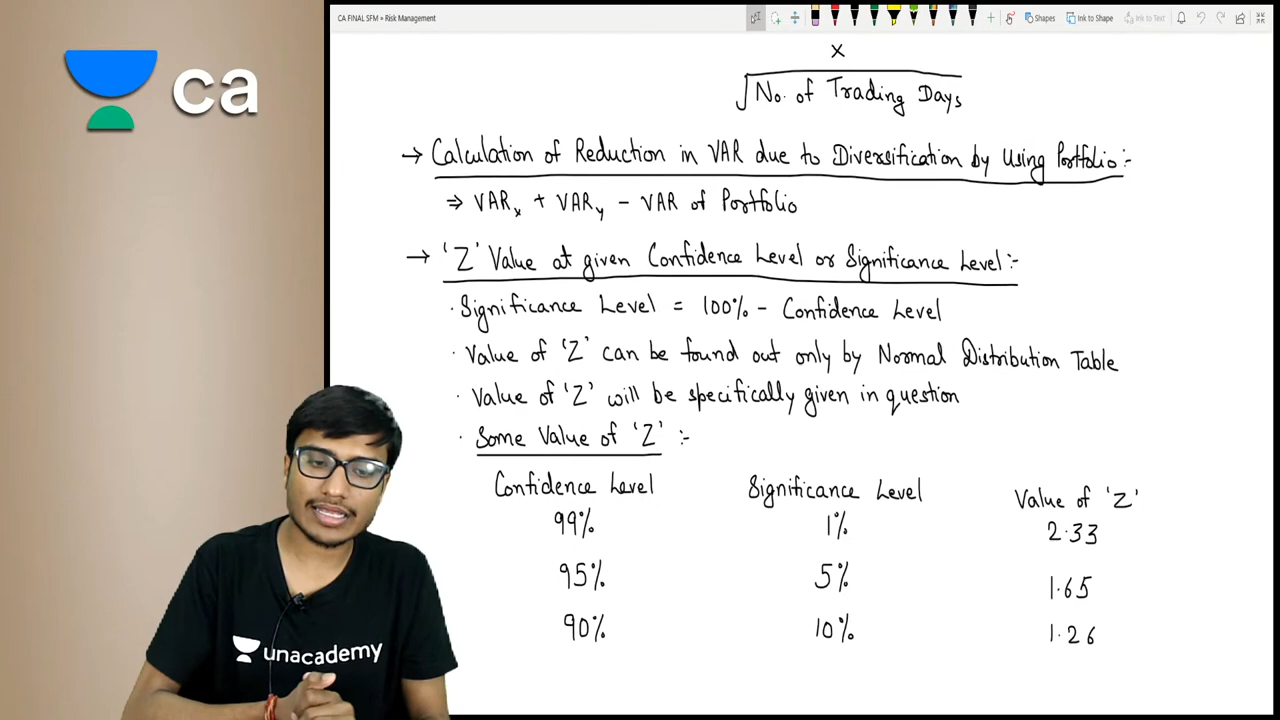 CA FINAL SFM » Risk Management
Shapes
Ink to Shape
Ink to Text
ca
x
√No. of Trading Days
→ Calculation of Reduction in VAR due to Diversification by Using Portfolio:-
⇒ VARx + VARy - VAR of Portfolio
→ 'Z' Value at given Confidence Level or Significance Level:-
· Significance Level = 100% - Confidence Level
· Value of 'Z' can be found out only by Normal Distribution Table
· Value of 'Z' will be specifically given in question
· Some Value of 'Z' :-
Confidence Level Significance Level Value of 'Z'
99% 1% 2.33
95% 5% 1.65
90% 10% 1.26
unacademy